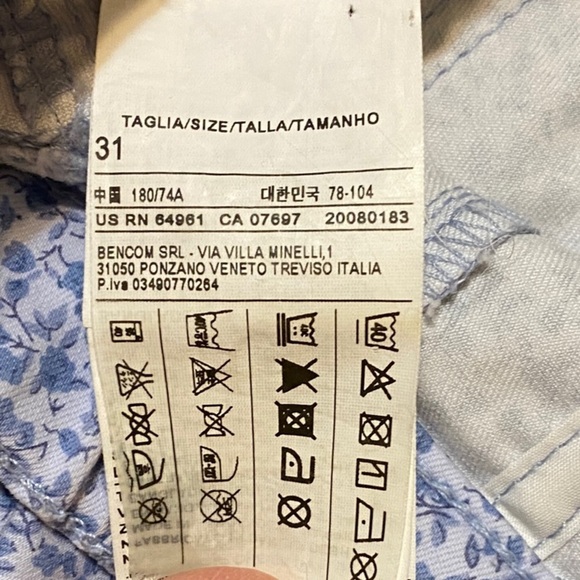 TAGLIA/SIZE/TALLA/TAMANHO
31
中国 180/74A 대한민국 78-104
US RN 64961 CA 07697 20080183
BENCOM SRL - VIA VILLA MINELLI,1
31050 PONZANO VENETO TREVISO ITALIA
P.iva 03490770264
40